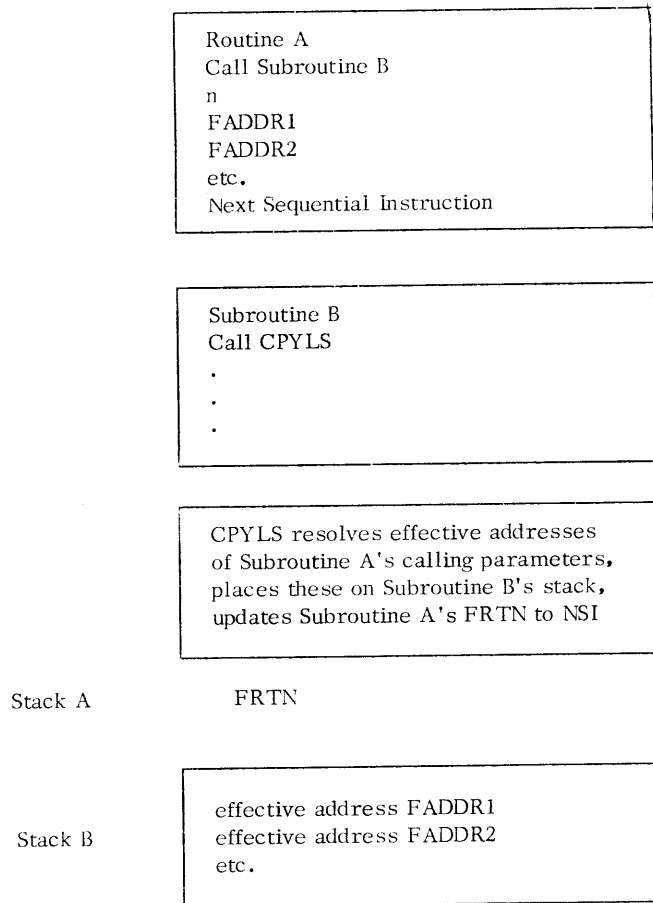 Routine A
Call Subroutine B
n
FADDR1
FADDR2
etc.
Next Sequential Instruction
Subroutine B
Call CPYLS
.
.
.
CPYLS resolves effective addresses
of Subroutine A's calling parameters,
places these on Subroutine B's stack,
updates Subroutine A's FRTN to NSI
Stack A FRTN
effective address FADDR1
Stack B effective address FADDR2
etc.